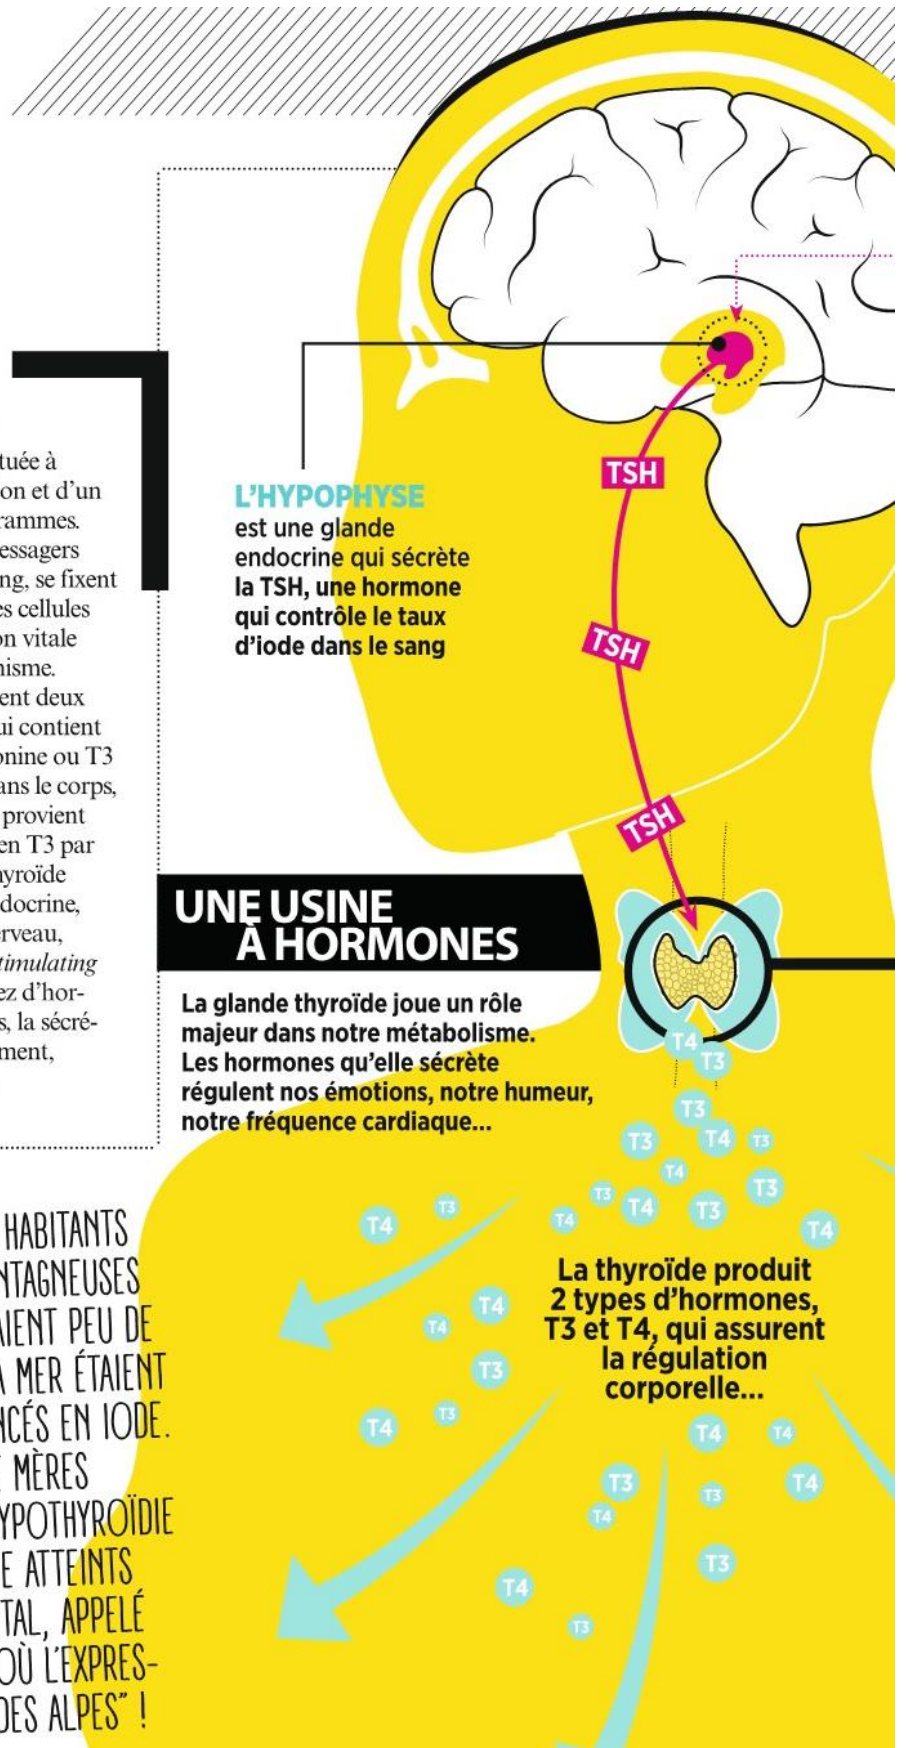 tuée à
on et d'un
rammes.
essagers
ng, se fixent
es cellules
on vitale
nisme.
ent deux
ui contient
onine ou T3
ans le corps,
provient
en T3 par
hyroïde
docrine,
erveau,
timulating
ez d'hor-
s, la sécré-
ment,
L'HYPOPHYSE
est une glande
endocrine qui sécrète
la TSH, une hormone
qui contrôle le taux
d'iode dans le sang
TSH
TSH
TSH
UNE USINE
À HORMONES
La glande thyroïde joue un rôle
majeur dans notre métabolisme.
Les hormones qu'elle sécrète
régulent nos émotions, notre humeur,
notre fréquence cardiaque...
T4
T3
T3
T3
T4
T3
T4
T3
T3
T4
T3
T4
T4
T4
T3
La thyroïde produit
2 types d'hormones,
T3 et T4, qui assurent
la régulation
corporelle...
T4
T4
T3
T4
T3
T4
T4
T3
T4
T3
T4
T3
T4
T3
HABITANTS
NTAGNEUSES
AIENT PEU DE
A MER ÉTAIENT
NCÉS EN IODE.
E MÈRES
YPOTHYROÏDIE
E ATTEINTS
TAL, APPELÉ
OÙ L'EXPRES-
DES ALPES" !